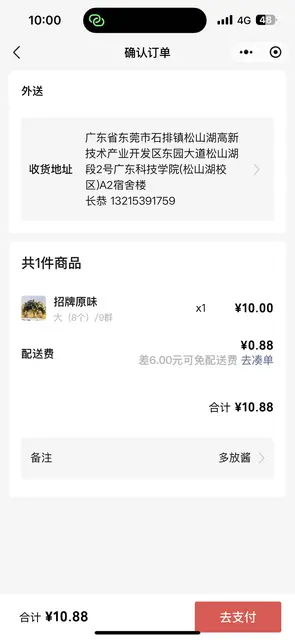 10:00
4G
48
确认订单
外送
收货地址
广东省东莞市石排镇松山湖高新
技术产业开发区东园大道松山湖
段2号广东科技学院(松山湖校
区)A2宿舍楼
长恭 13215391759
共1件商品
招牌原味 x1 ¥10.00
大（8个）/9群
配送费 ¥0.88
差6.00元可免配送费 去凑单
合计 ¥10.88
备注 多放酱
合计 ¥10.88
去支付